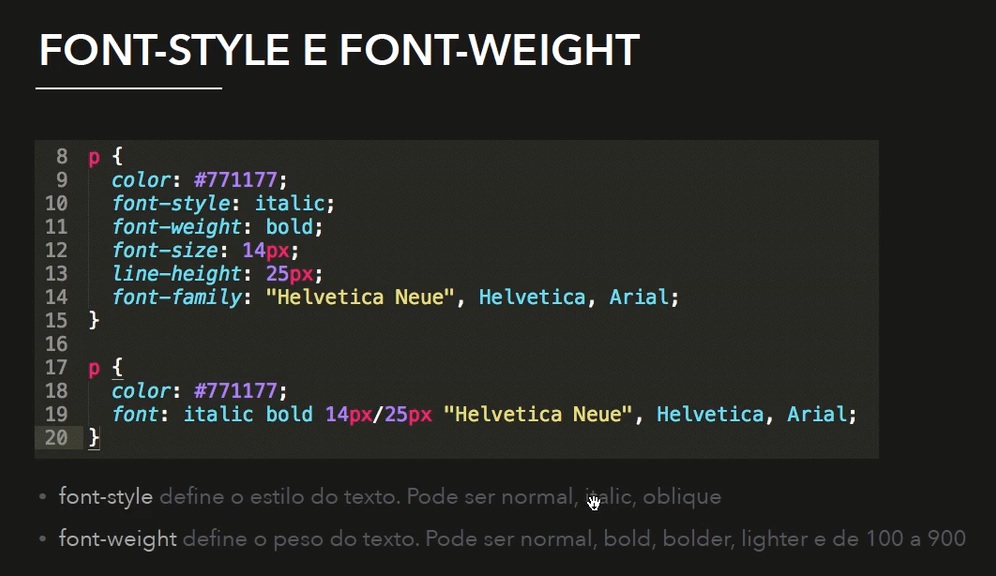 FONT-STYLE E FONT-WEIGHT
8 p {
9 color: #771177;
10 font-style: italic;
11 font-weight: bold;
12 font-size: 14px;
13 line-height: 25px;
14 font-family: "Helvetica Neue", Helvetica, Arial;
15 }
16
17 p {
18 color: #771177;
19 font: italic bold 14px/25px "Helvetica Neue", Helvetica, Arial;
20 }
• font-style define o estilo do texto. Pode ser normal, italic, oblique
• font-weight define o peso do texto. Pode ser normal, bold, bolder, lighter e de 100 a 900